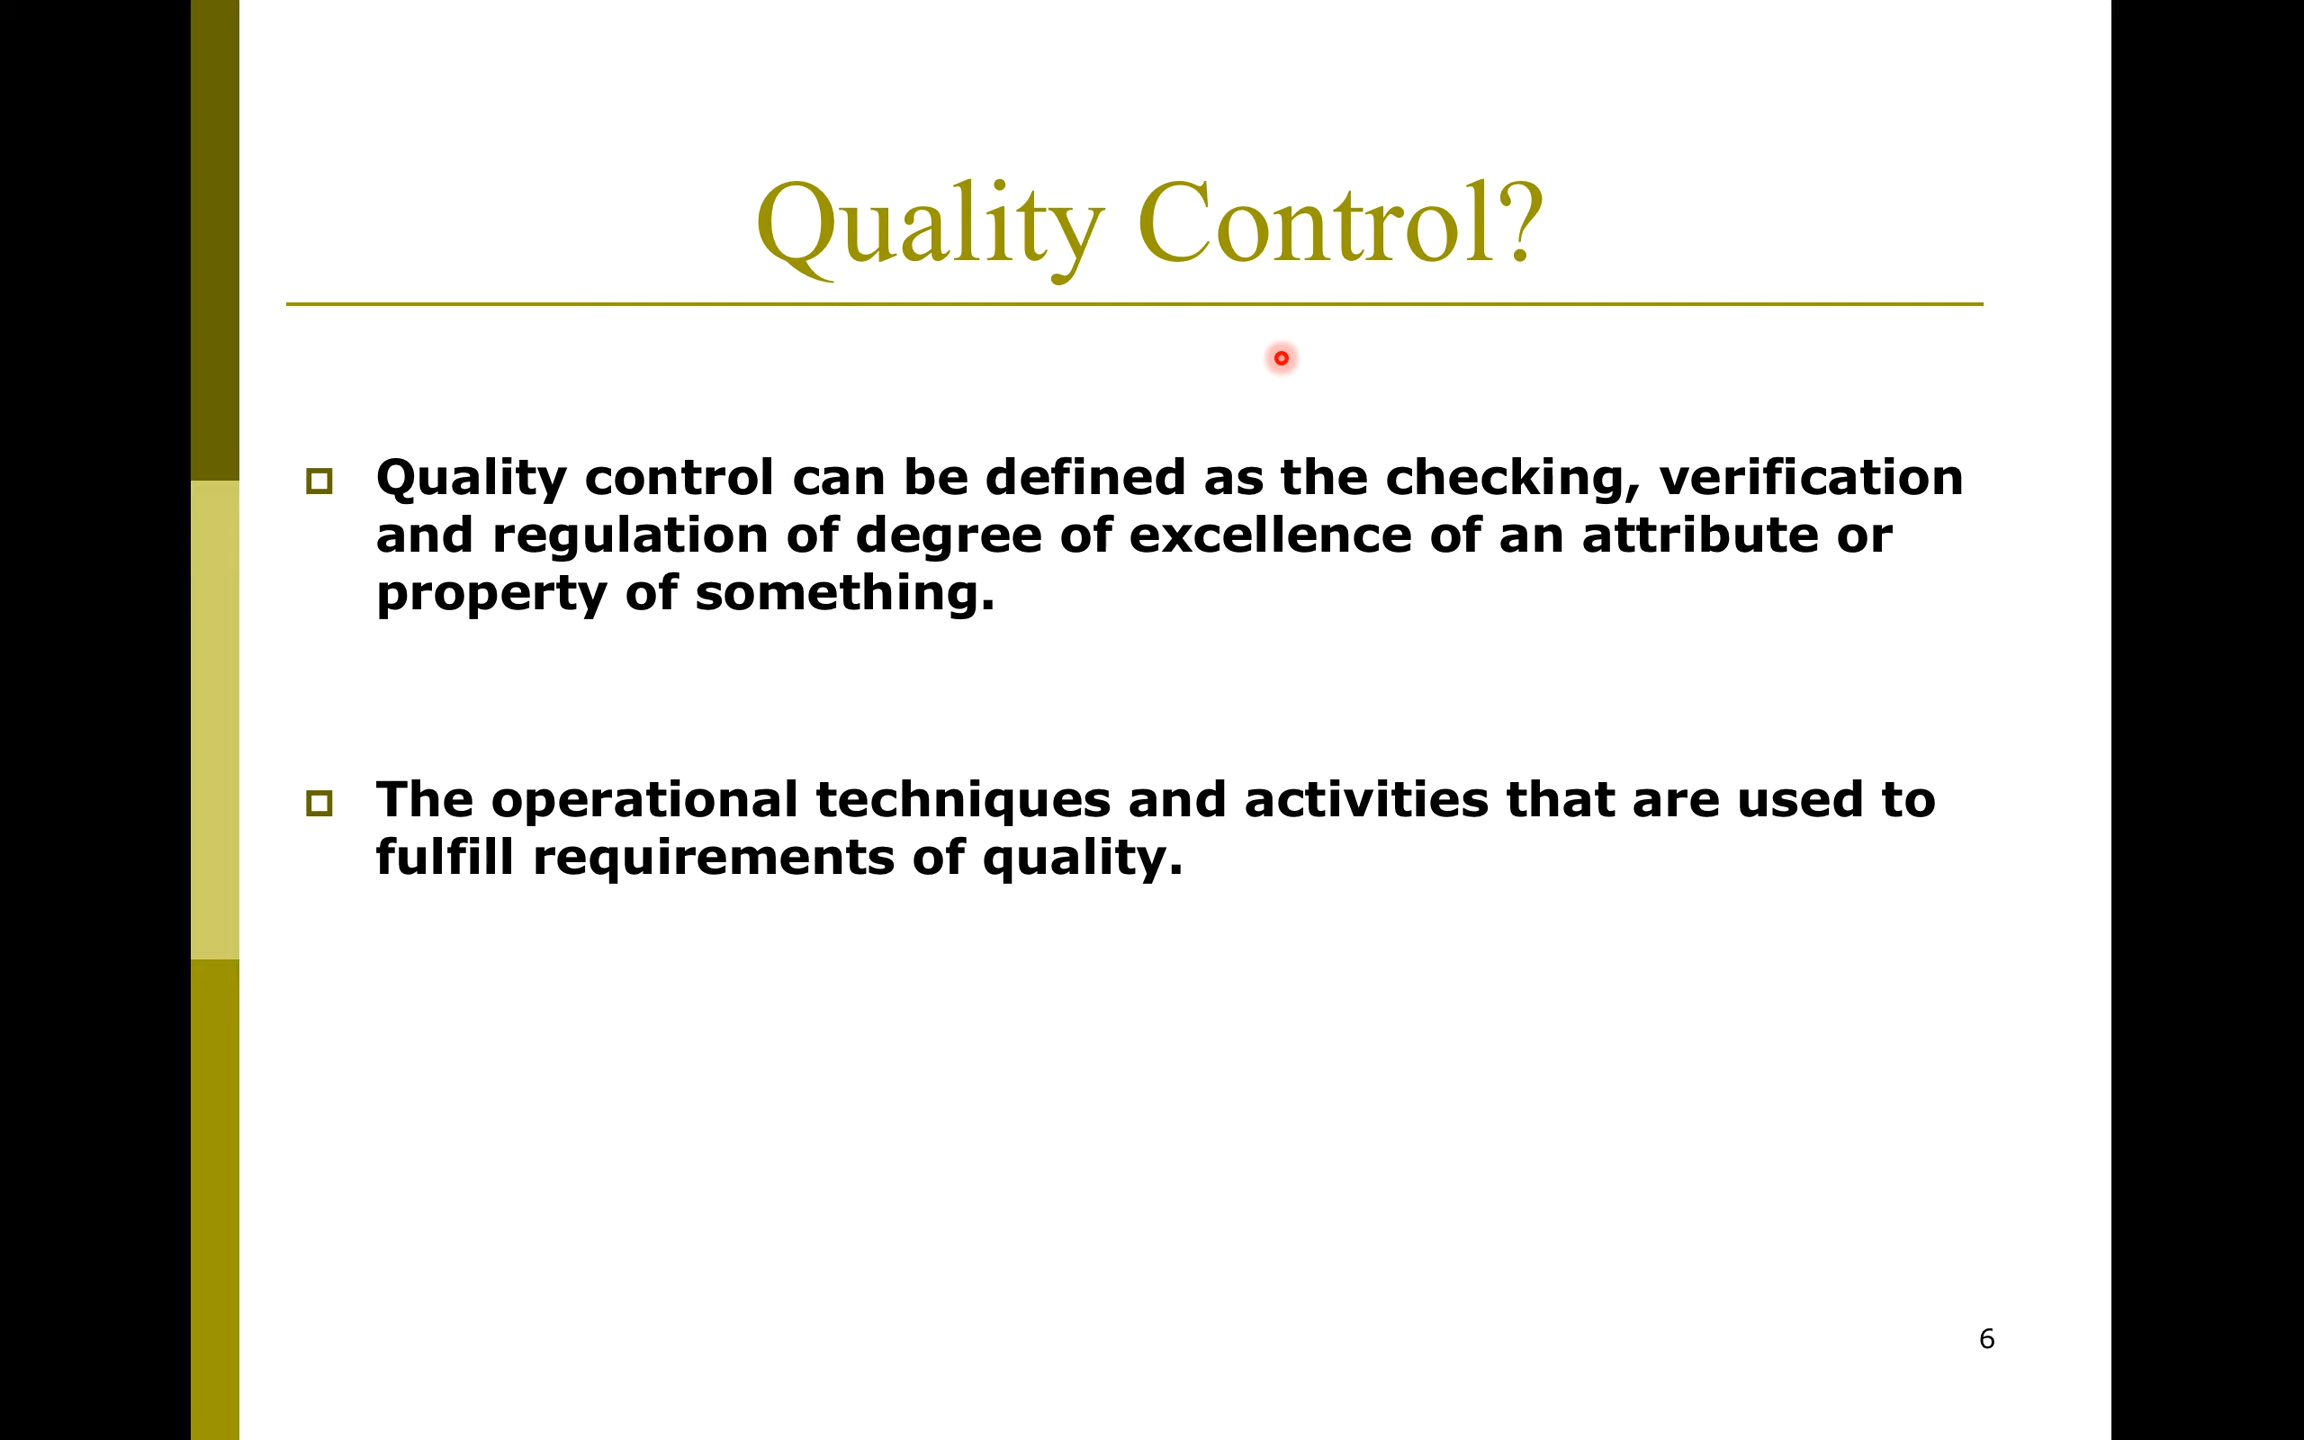 Quality Control?
Quality control can be defined as the checking, verification
and regulation of degree of excellence of an attribute or
property of something.
The operational techniques and activities that are used to
fulfill requirements of quality.
6